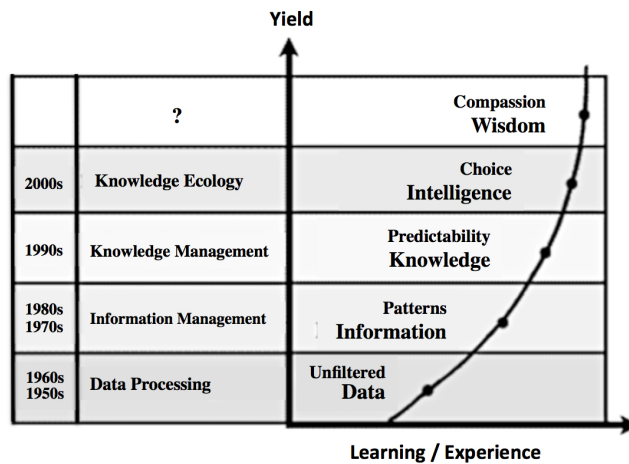 Yield
?
Compassion
Wisdom
2000s
Knowledge Ecology
Choice
Intelligence
1990s
Knowledge Management
Predictability
Knowledge
1980s
1970s
Information Management
Patterns
Information
1960s
1950s
Data Processing
Unfiltered
Data
Learning / Experience